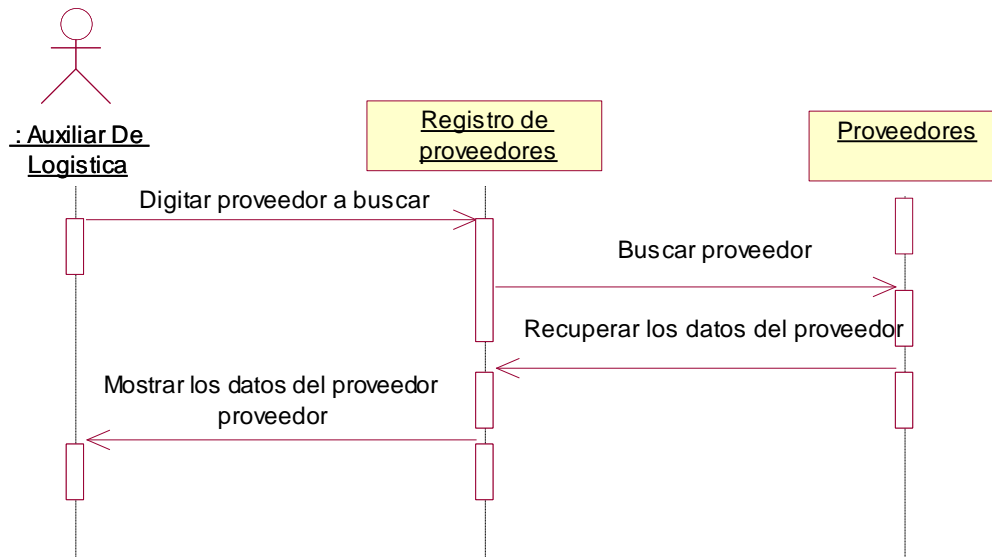 : Auxiliar De
Logistica
Registro de
proveedores
Proveedores
Digitar proveedor a buscar
Buscar proveedor
Recuperar los datos del proveedor
Mostrar los datos del proveedor
proveedor